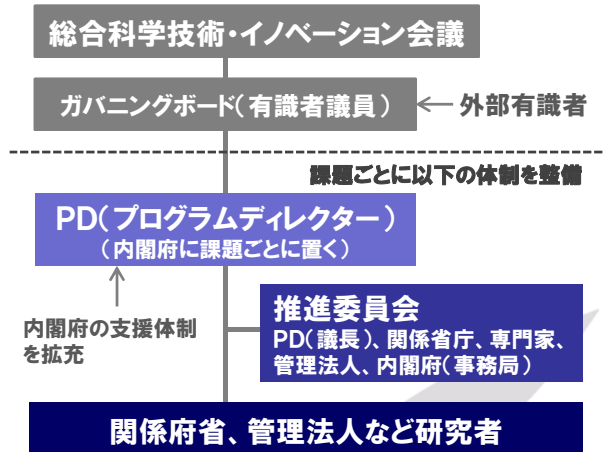 総合科学技術・イノベーション会議
ガバニングボード（有識者議員）
外部有識者
課題ごとに以下の体制を整備
PD（プログラムディレクター）
（内閣府に課題ごとに置く）
内閣府の支援体制
を拡充
推進委員会
PD（議長）、関係省庁、専門家、
管理法人、内閣府（事務局）
関係府省、管理法人など研究者